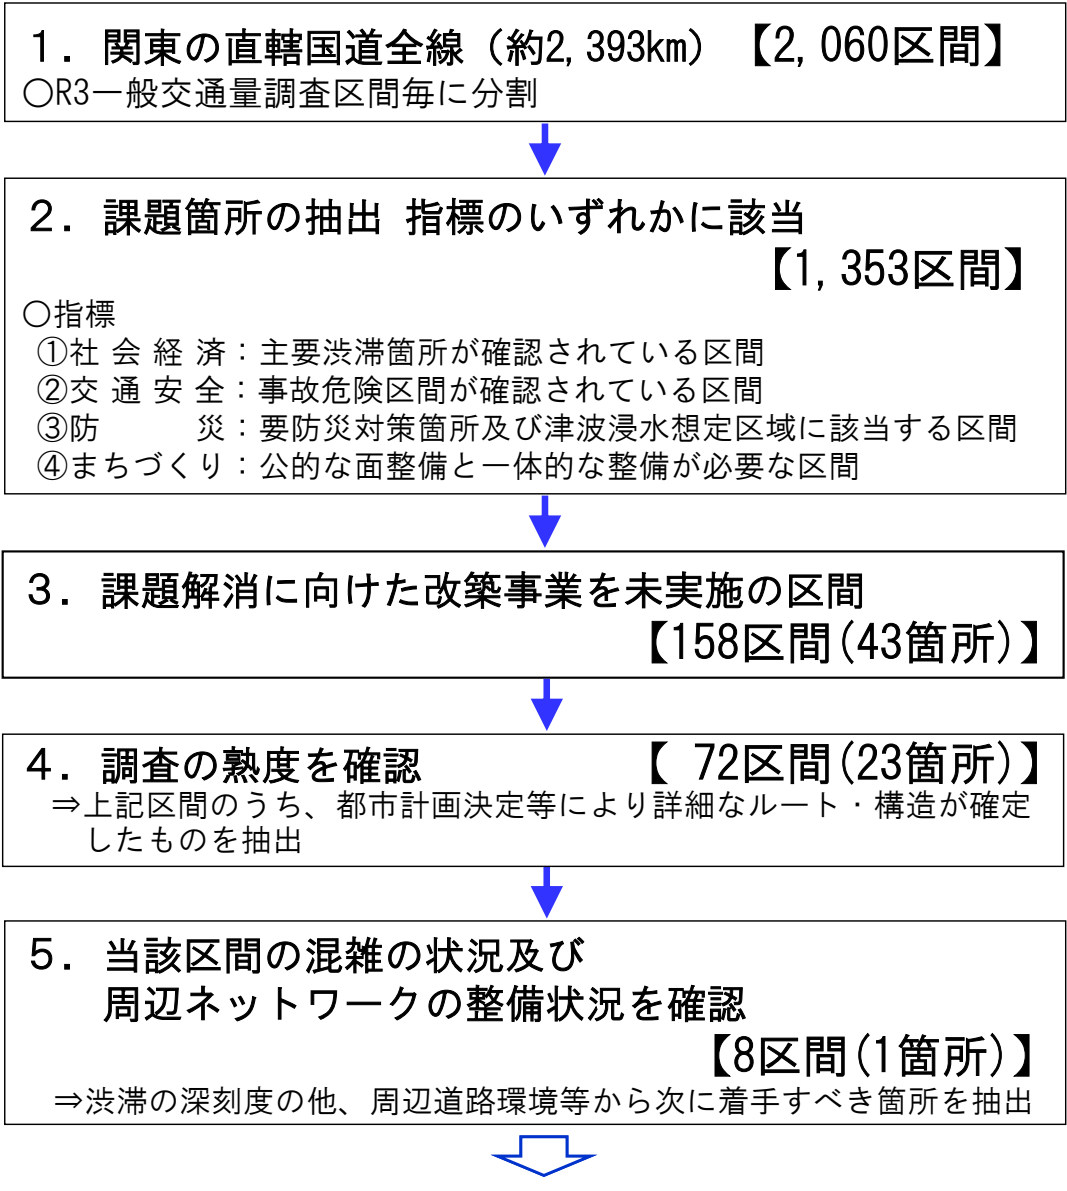 １．関東の直轄国道全線（約2,393km）【2,060区間】
○R3一般交通量調査区間毎に分割
２．課題箇所の抽出 指標のいずれかに該当
【1,353区間】
○指標
①社 会 経 済：主要渋滞箇所が確認されている区間
②交 通 安 全：事故危険区間が確認されている区間
③防　　　災：要防災対策箇所及び津波浸水想定区域に該当する区間
④まちづくり：公的な面整備と一体的な整備が必要な区間
３．課題解消に向けた改築事業を未実施の区間
【158区間(43箇所)】
４．調査の熟度を確認 【 72区間(23箇所)】
⇒上記区間のうち、都市計画決定等により詳細なルート・構造が確定
したものを抽出
５．当該区間の混雑の状況及び
周辺ネットワークの整備状況を確認
【8区間(1箇所)】
⇒渋滞の深刻度の他、周辺道路環境等から次に着手すべき箇所を抽出